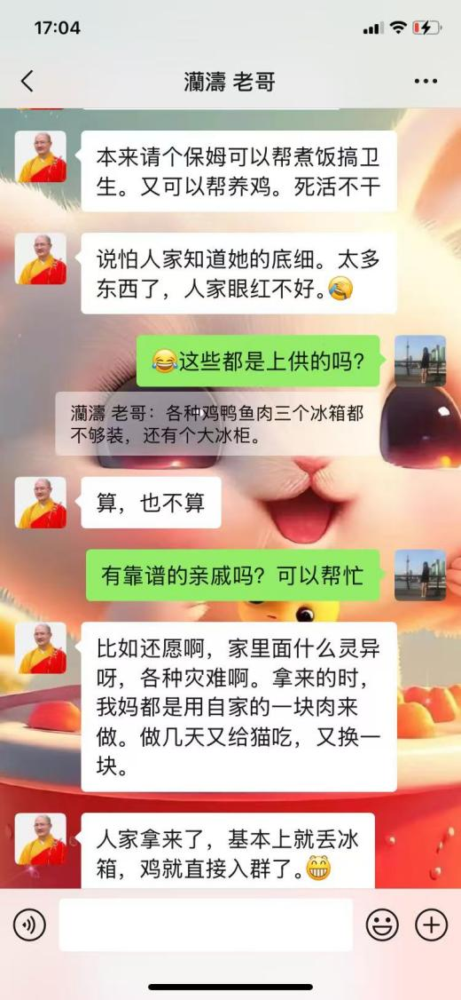 17:04
瀾濤 老哥
本来请个保姆可以帮煮饭搞卫
生。又可以帮养鸡。死活不干
说怕人家知道她的底细。太多
东西了，人家眼红不好。🤣
😂这些都是上供的吗？
瀾濤 老哥：各种鸡鸭鱼肉三个冰箱都
不够装，还有个大冰柜。
算，也不算
有靠谱的亲戚吗？可以帮忙
比如还愿啊，家里面什么灵异
呀，各种灾难啊。拿来的时，
我妈都是用自家的一块肉来
做。做几天又给猫吃，又换一
块。
人家拿来了，基本上就丢冰
箱，鸡就直接入群了。😁